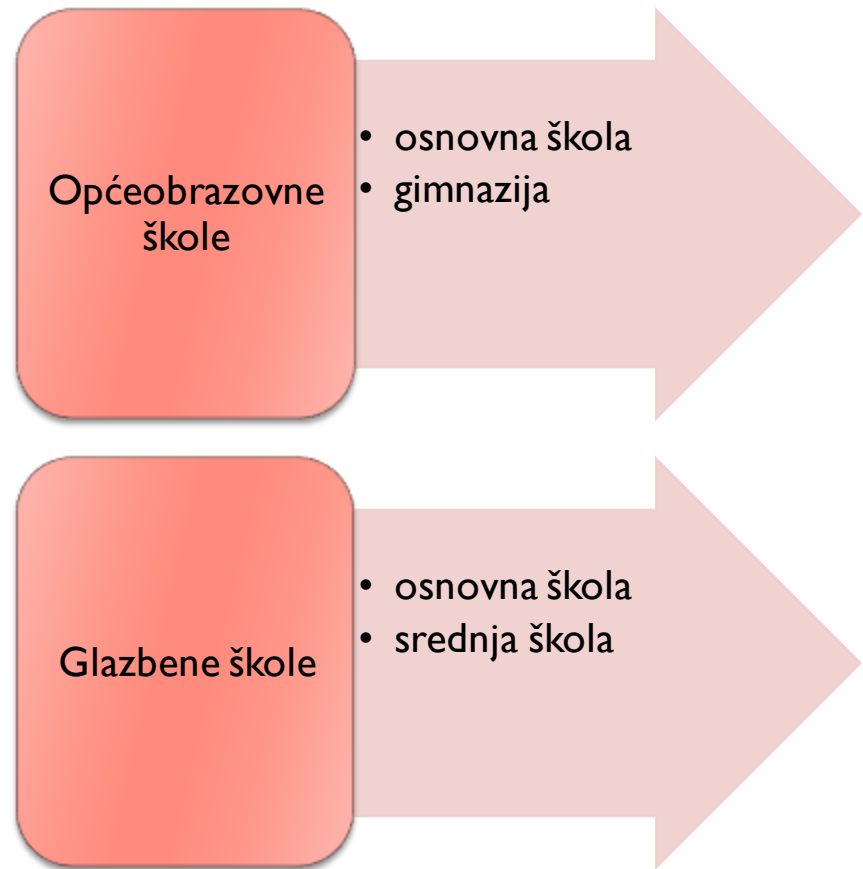 Općeobrazovne
škole
• osnovna škola
• gimnazija
Glazbene škole
• osnovna škola
• srednja škola